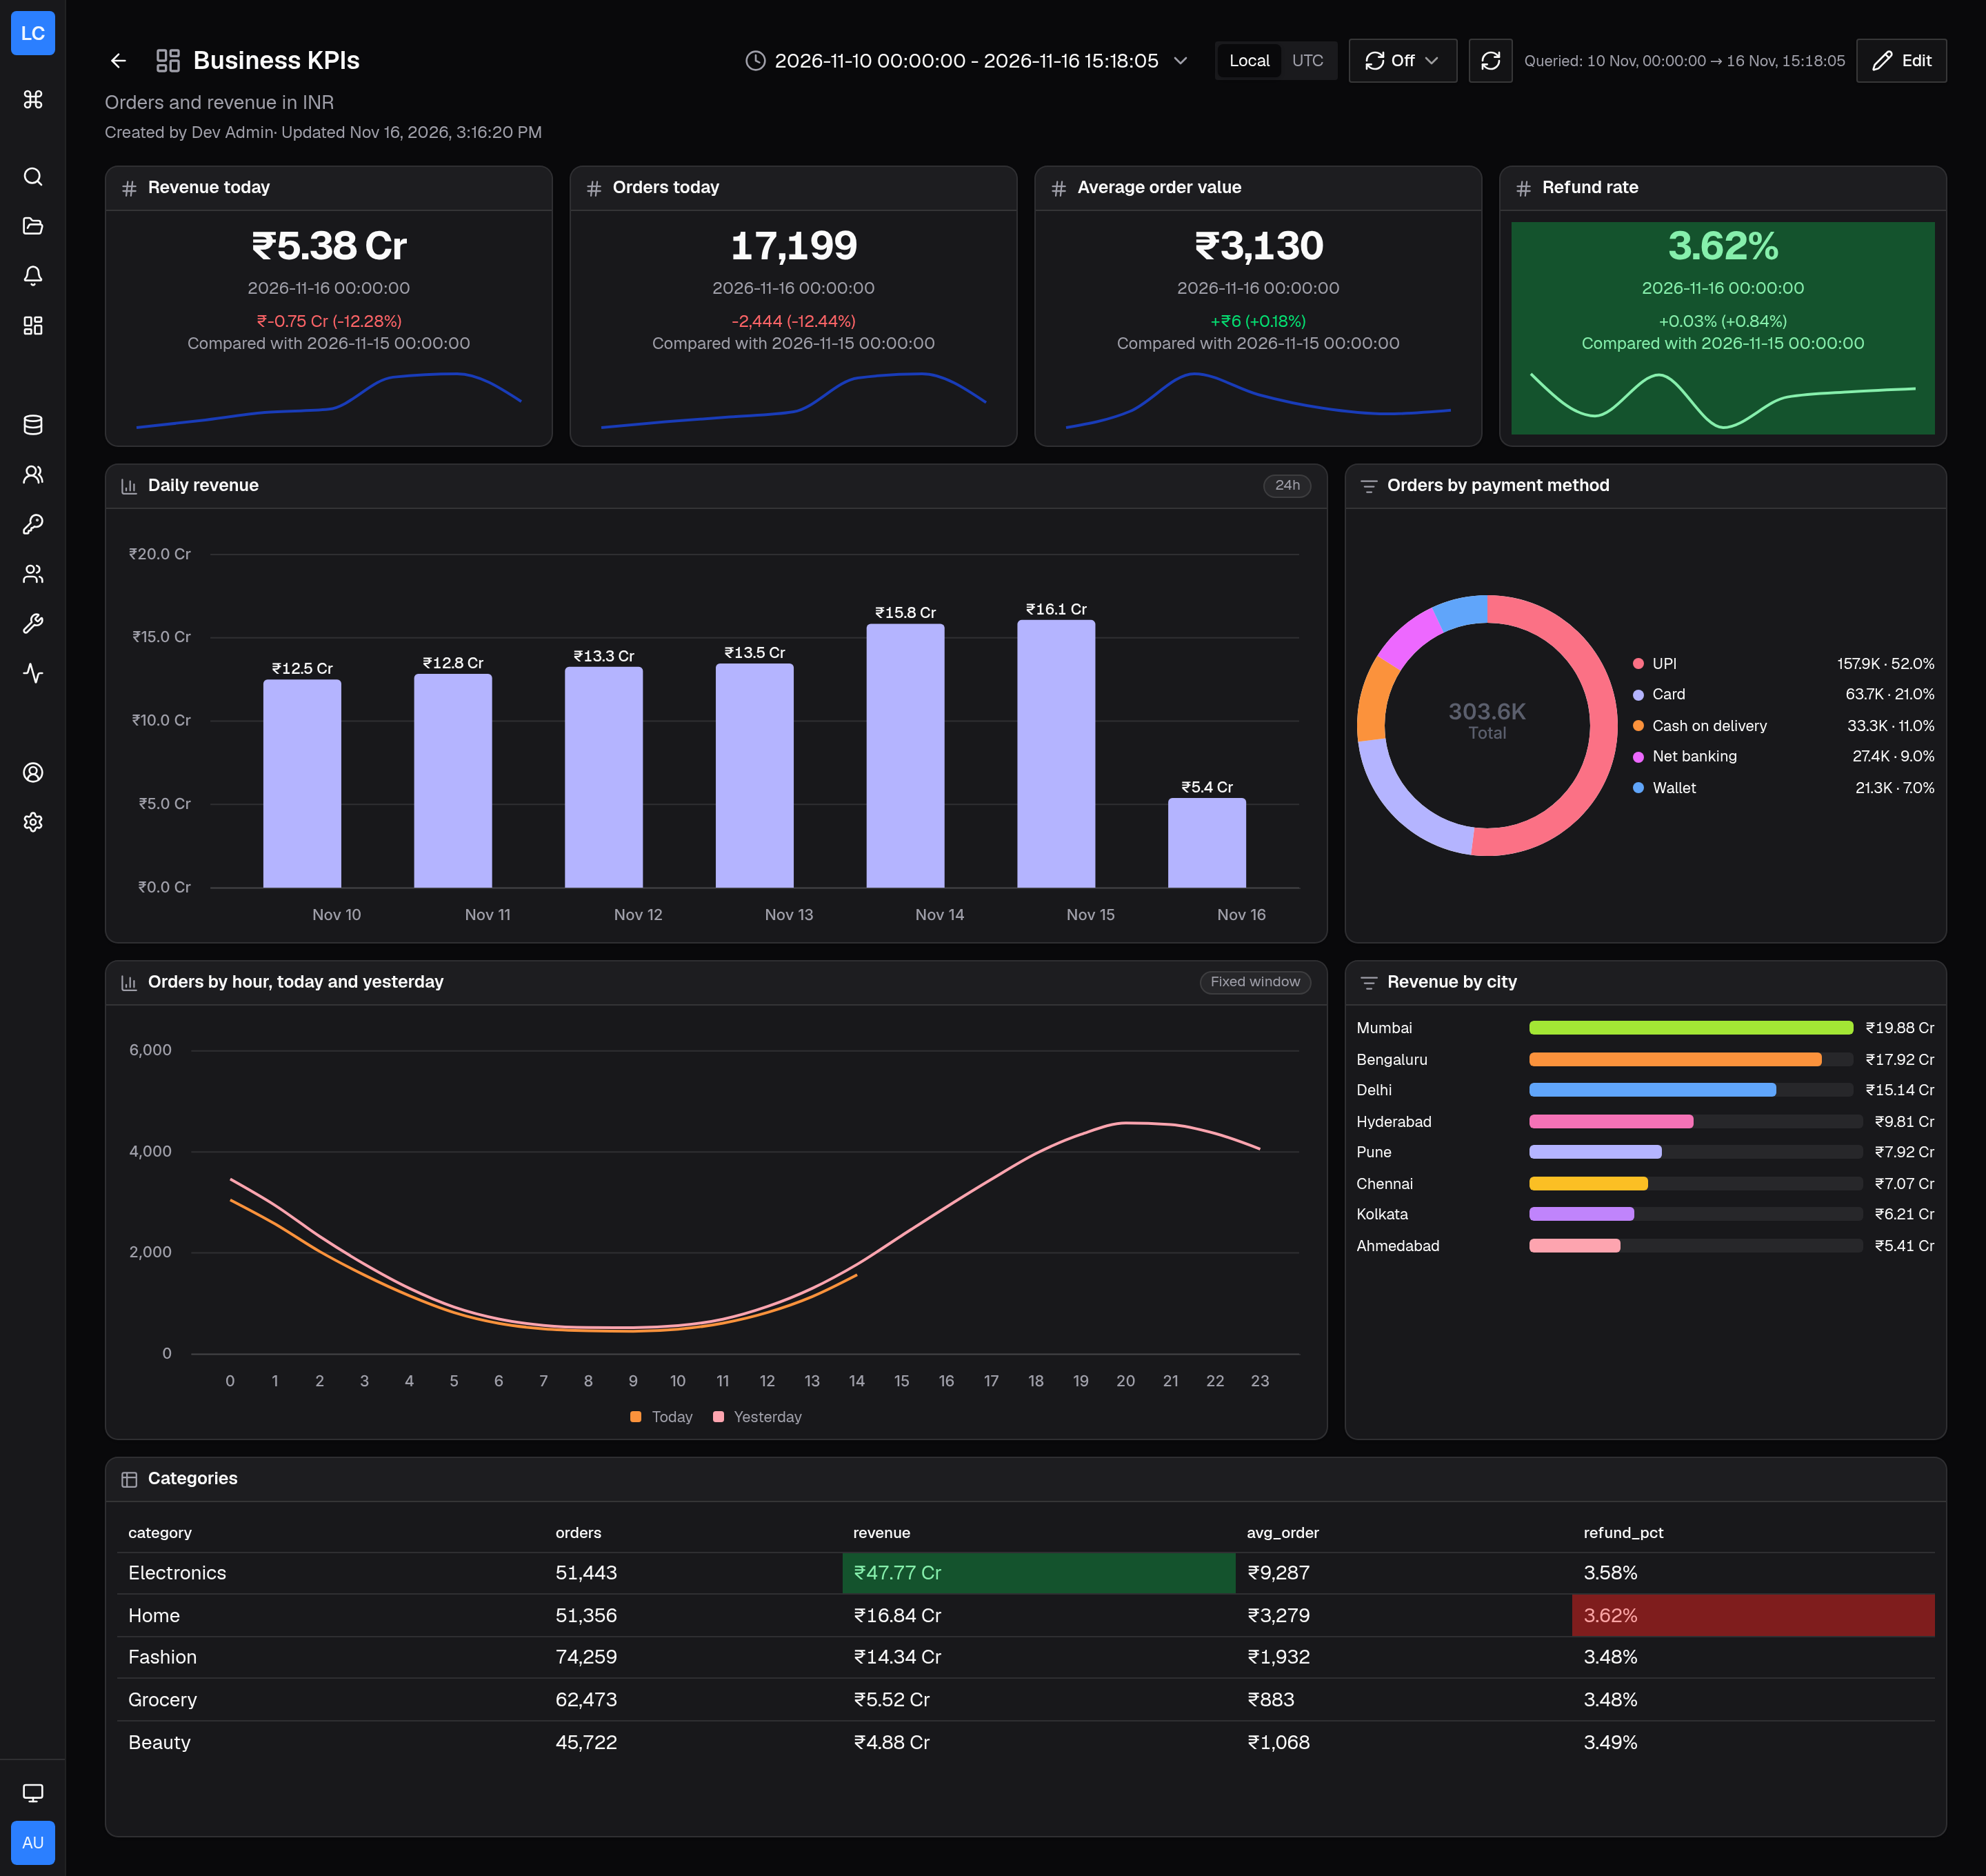 LC
Business KPIs
2026-11-10 00:00:00 - 2026-11-16 15:18:05
Local
UTC
Off
Queried: 10 Nov, 00:00:00 → 16 Nov, 15:18:05
Edit
Orders and revenue in INR
Created by Dev Admin· Updated Nov 16, 2026, 3:16:20 PM
Revenue today
₹5.38 Cr
2026-11-16 00:00:00
₹-0.75 Cr (-12.28%)
Compared with 2026-11-15 00:00:00
Orders today
17,199
2026-11-16 00:00:00
-2,444 (-12.44%)
Compared with 2026-11-15 00:00:00
Average order value
₹3,130
2026-11-16 00:00:00
+₹6 (+0.18%)
Compared with 2026-11-15 00:00:00
Refund rate
3.62%
2026-11-16 00:00:00
+0.03% (+0.84%)
Compared with 2026-11-15 00:00:00
Daily revenue
24h
₹20.0 Cr
₹15.0 Cr
₹10.0 Cr
₹5.0 Cr
₹0.0 Cr
₹12.5 Cr
₹12.8 Cr
₹13.3 Cr
₹13.5 Cr
₹15.8 Cr
₹16.1 Cr
₹5.4 Cr
Nov 10 Nov 11 Nov 12 Nov 13 Nov 14 Nov 15 Nov 16
Orders by payment method
303.6K
Total
UPI 157.9K · 52.0%
Card 63.7K · 21.0%
Cash on delivery 33.3K · 11.0%
Net banking 27.4K · 9.0%
Wallet 21.3K · 7.0%
Orders by hour, today and yesterday
Fixed window
6,000
4,000
2,000
0
0 1 2 3 4 5 6 7 8 9 10 11 12 13 14 15 16 17 18 19 20 21 22 23
Today Yesterday
Revenue by city
Mumbai ₹19.88 Cr
Bengaluru ₹17.92 Cr
Delhi ₹15.14 Cr
Hyderabad ₹9.81 Cr
Pune ₹7.92 Cr
Chennai ₹7.07 Cr
Kolkata ₹6.21 Cr
Ahmedabad ₹5.41 Cr
Categories
category orders revenue avg_order refund_pct
Electronics 51,443 ₹47.77 Cr ₹9,287 3.58%
Home 51,356 ₹16.84 Cr ₹3,279 3.62%
Fashion 74,259 ₹14.34 Cr ₹1,932 3.48%
Grocery 62,473 ₹5.52 Cr ₹883 3.48%
Beauty 45,722 ₹4.88 Cr ₹1,068 3.49%
AU